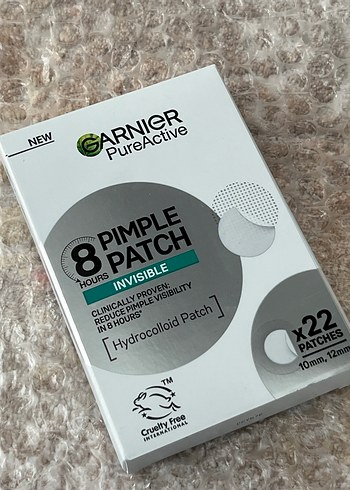 NEW
GARNIER
PureActive
8
HOURS
PIMPLE
PATCH
INVISIBLE
CLINICALLY PROVEN:
REDUCE PIMPLE VISIBILITY
IN 8 HOURS*
[Hydrocolloid Patch]
x22
PATCHES
10mm, 12mm
TM
Cruelty Free
INTERNATIONAL